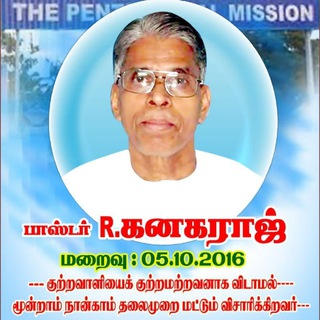 THE PENTECOSTAL MISSION
பாஸ்டர் R.கனகராஜ்
மறைவு : 05.10.2016
--- குற்றவாளியைக் குற்றமற்றவனாக விடாமல்----
மூன்றாம் நான்காம் தலைமுறை மட்டும் விசாரிக்கிறவர்---